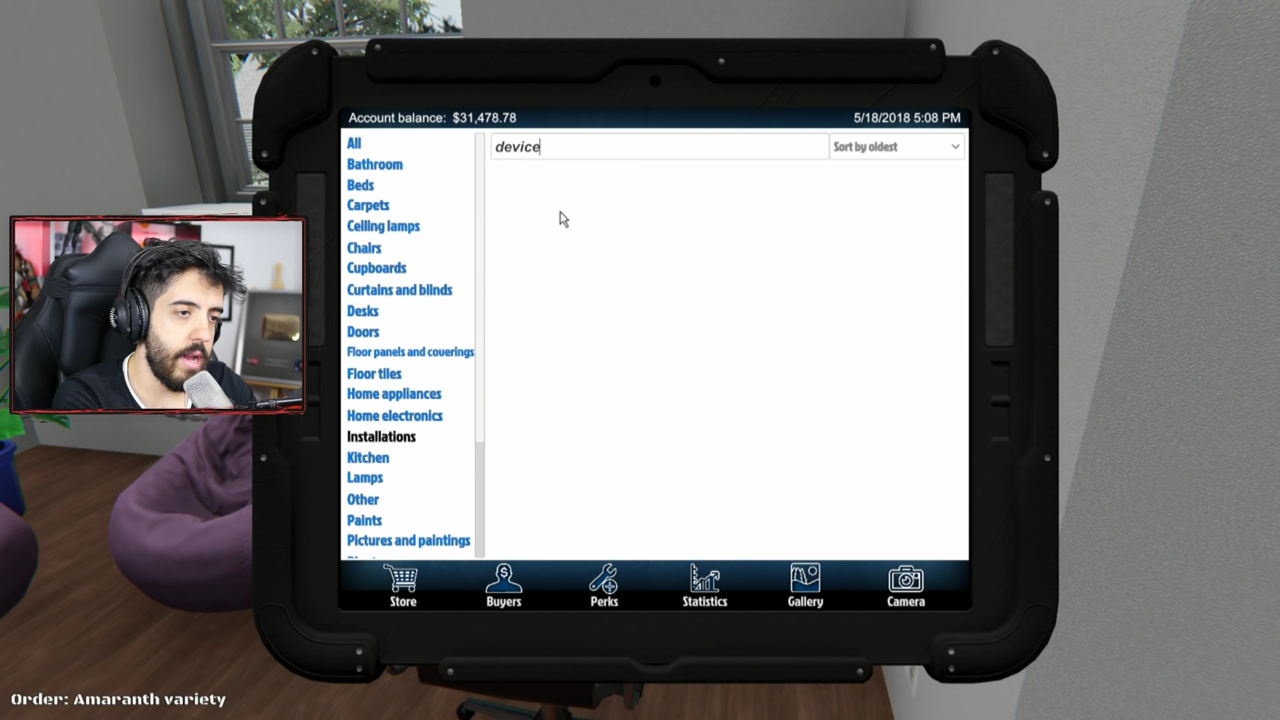 Account balance: $31,478.78
5/18/2018 5:08 PM
device
Sort by oldest
All
Bathroom
Beds
Carpets
Ceiling lamps
Chairs
Cupboards
Curtains and blinds
Desks
Doors
Floor panels and coverings
Floor tiles
Home appliances
Home electronics
Installations
Kitchen
Lamps
Other
Paints
Pictures and paintings
Store
Buyers
Perks
Statistics
Gallery
Camera
Order: Amaranth variety